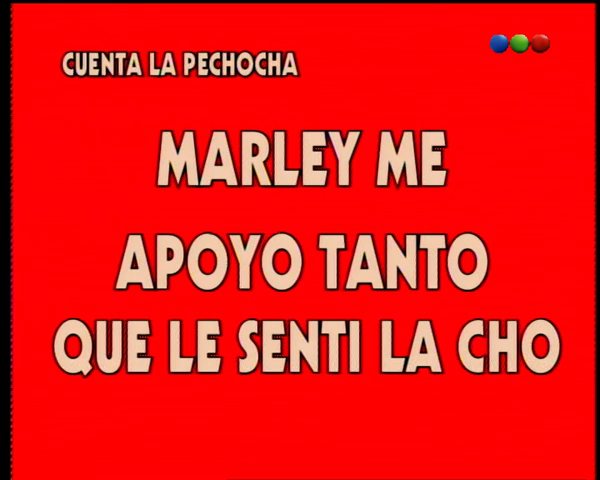 CUENTA LA PECHOCHA
MARLEY ME
APOYO TANTO
QUE LE SENTI LA CHO